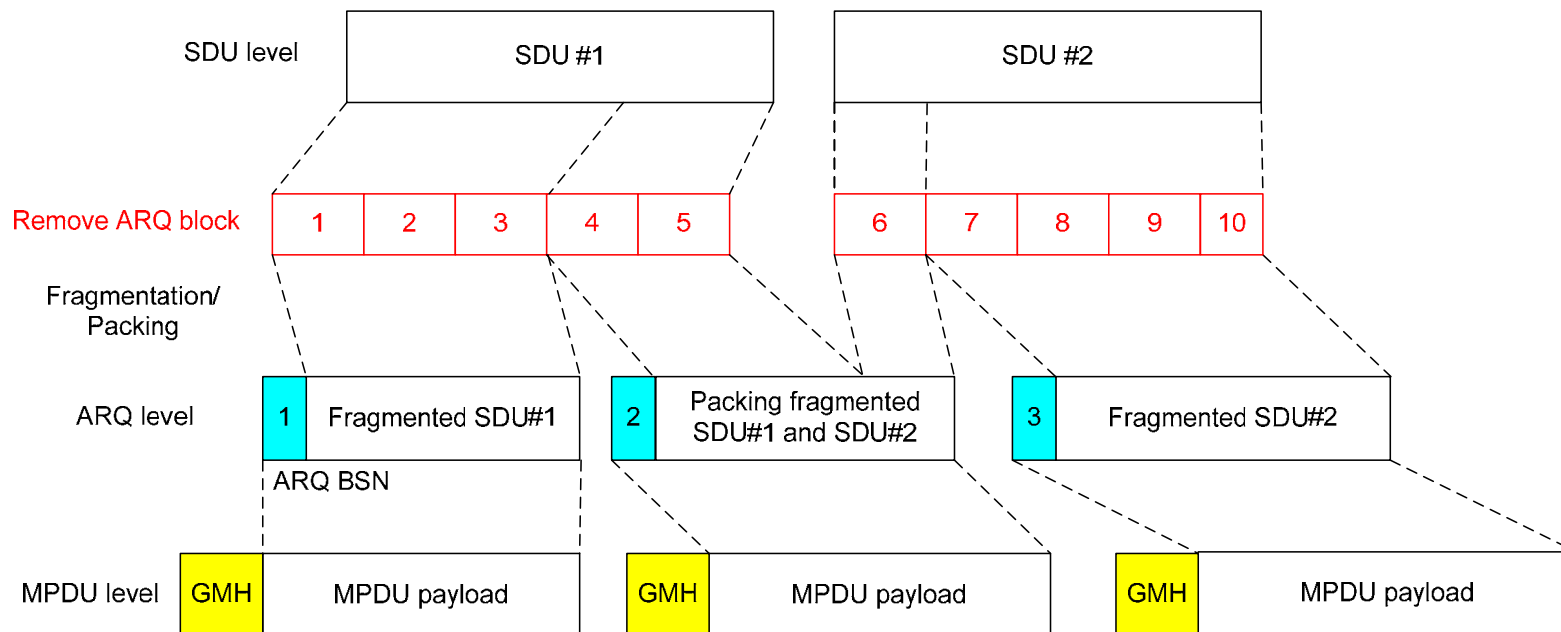 SDU level
SDU #1
SDU #2
Remove ARQ block
1
2
3
4
5
6
7
8
9
10
Fragmentation/
Packing
ARQ level
1
Fragmented SDU#1
2
Packing fragmented
SDU#1 and SDU#2
3
Fragmented SDU#2
ARQ BSN
MPDU level
GMH
MPDU payload
GMH
MPDU payload
GMH
MPDU payload